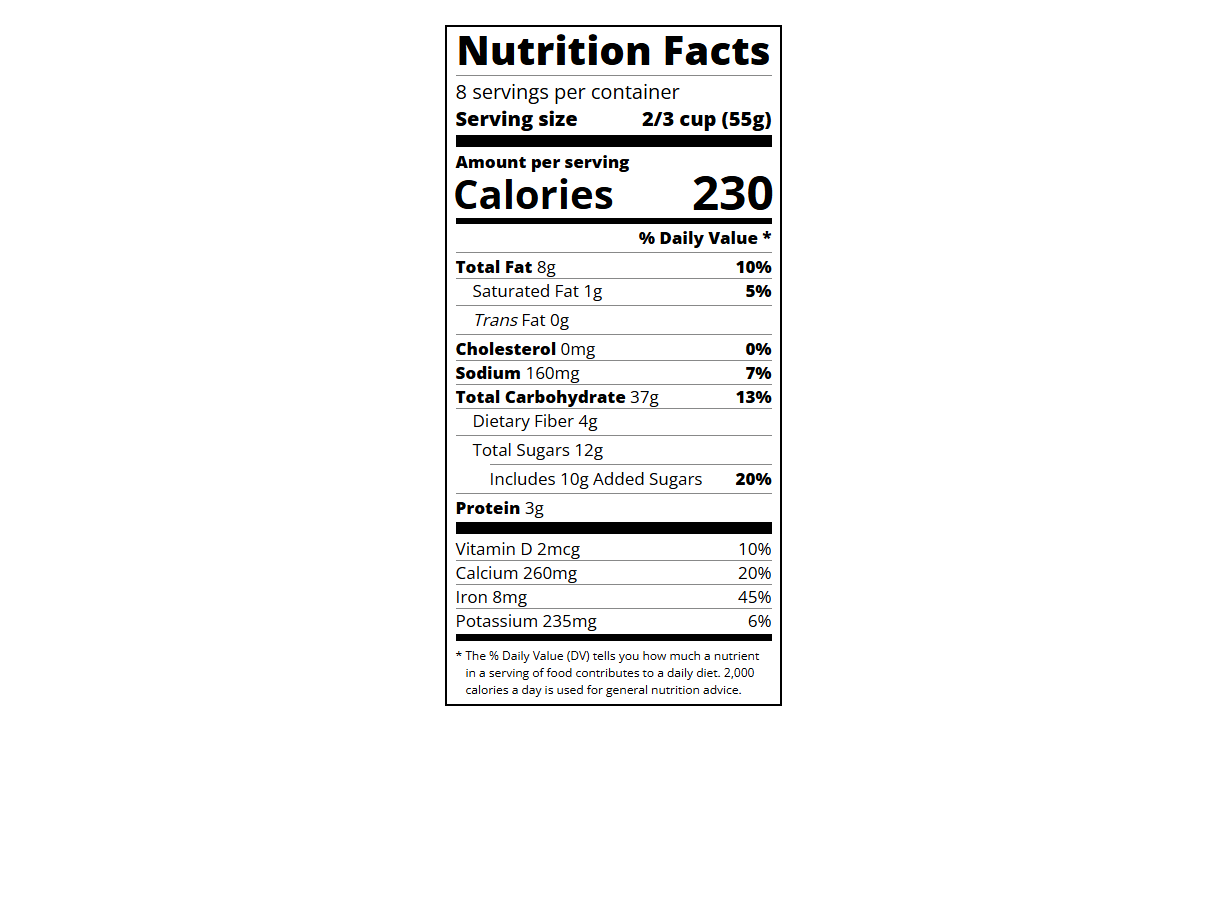 Nutrition Facts
8 servings per container
Serving size 2/3 cup (55g)
Amount per serving
Calories 230
% Daily Value *
Total Fat 8g 10%
Saturated Fat 1g 5%
Trans Fat 0g
Cholesterol 0mg 0%
Sodium 160mg 7%
Total Carbohydrate 37g 13%
Dietary Fiber 4g
Total Sugars 12g
Includes 10g Added Sugars 20%
Protein 3g
Vitamin D 2mcg 10%
Calcium 260mg 20%
Iron 8mg 45%
Potassium 235mg 6%
* The % Daily Value (DV) tells you how much a nutrient
in a serving of food contributes to a daily diet. 2,000
calories a day is used for general nutrition advice.